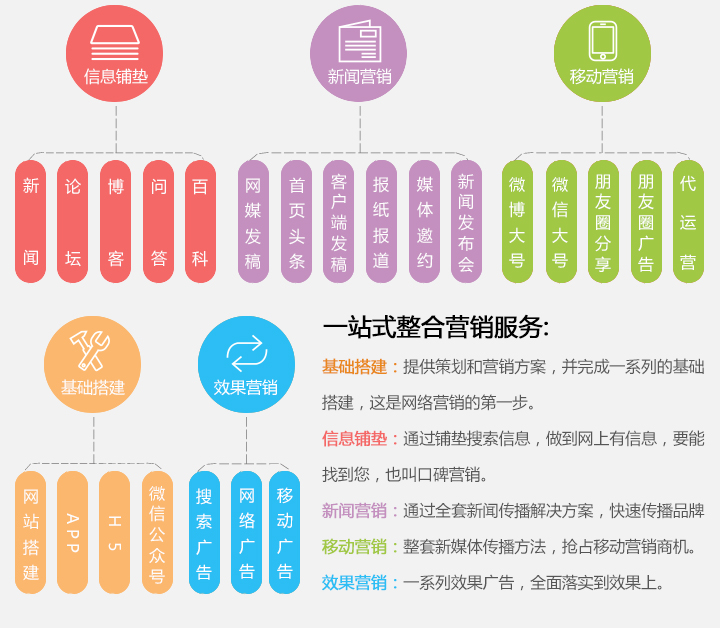 信息铺垫
新闻
论坛
博客
问答
百科
新闻营销
网媒发稿
首页头条
客户端发稿
报纸报道
媒体邀约
新闻发布会
移动营销
微博大号
微信大号
朋友圈分享
朋友圈广告
代运营
基础搭建
网站搭建
APP
H5
微信公众号
效果营销
搜索广告
网络广告
移动广告
一站式整合营销服务:
基础搭建：提供策划和营销方案，并完成一系列的基础
搭建，这是网络营销的第一步。
信息铺垫：通过铺垫搜索信息，做到网上有信息，要能
找到您，也叫口碑营销。
新闻营销：通过全套新闻传播解决方案，快速传播品牌
移动营销：整套新媒体传播方法，抢占移动营销商机。
效果营销：一系列效果广告，全面落实到效果上。